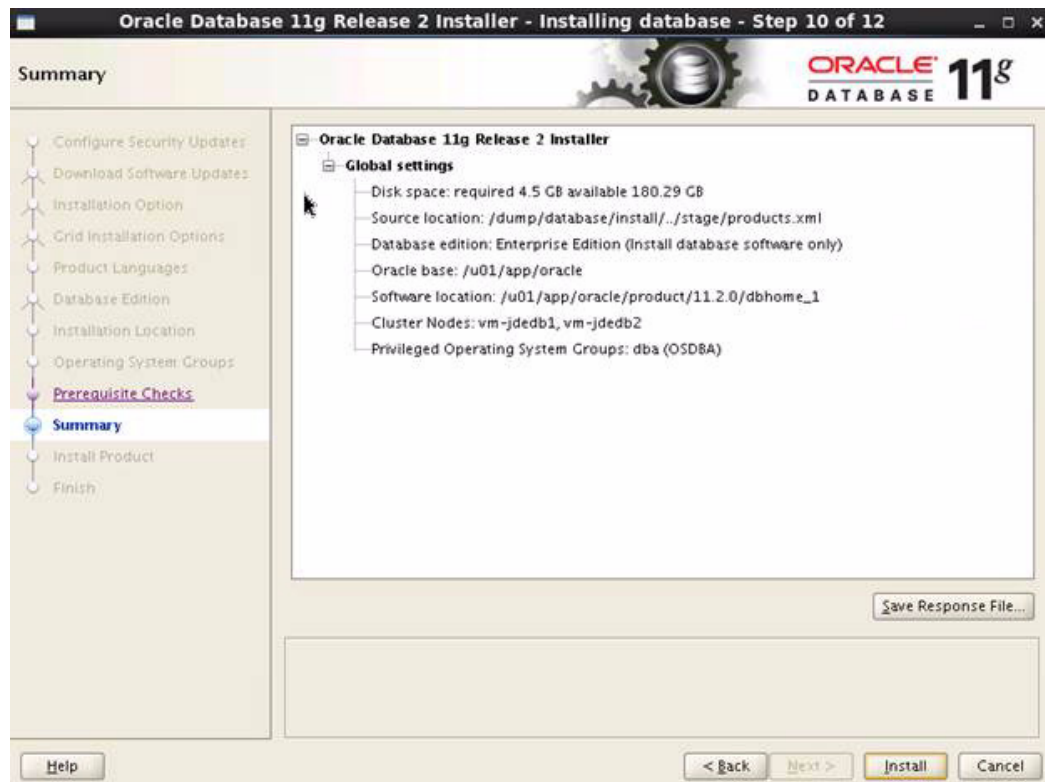 Oracle Database 11g Release 2 Installer - Installing database - Step 10 of 12
Summary
ORACLE 11g
DATABASE
Configure Security Updates
Download Software Updates
Installation Option
Grid Installation Options
Product Languages
Database Edition
Installation Location
Operating System Groups
Prerequisite Checks
Summary
Install Product
Finish
Oracle Database 11g Release 2 Installer
Global settings
Disk space: required 4.5 GB available 180.29 GB
Source location: /dump/database/install/../stage/products.xml
Database edition: Enterprise Edition (Install database software only)
Oracle base: /u01/app/oracle
Software location: /u01/app/oracle/product/11.2.0/dbhome_1
Cluster Nodes: vm-jdedb1, vm-jdedb2
Privileged Operating System Groups: dba (OSDBA)
Save Response File...
Help
< Back
Next >
Install
Cancel